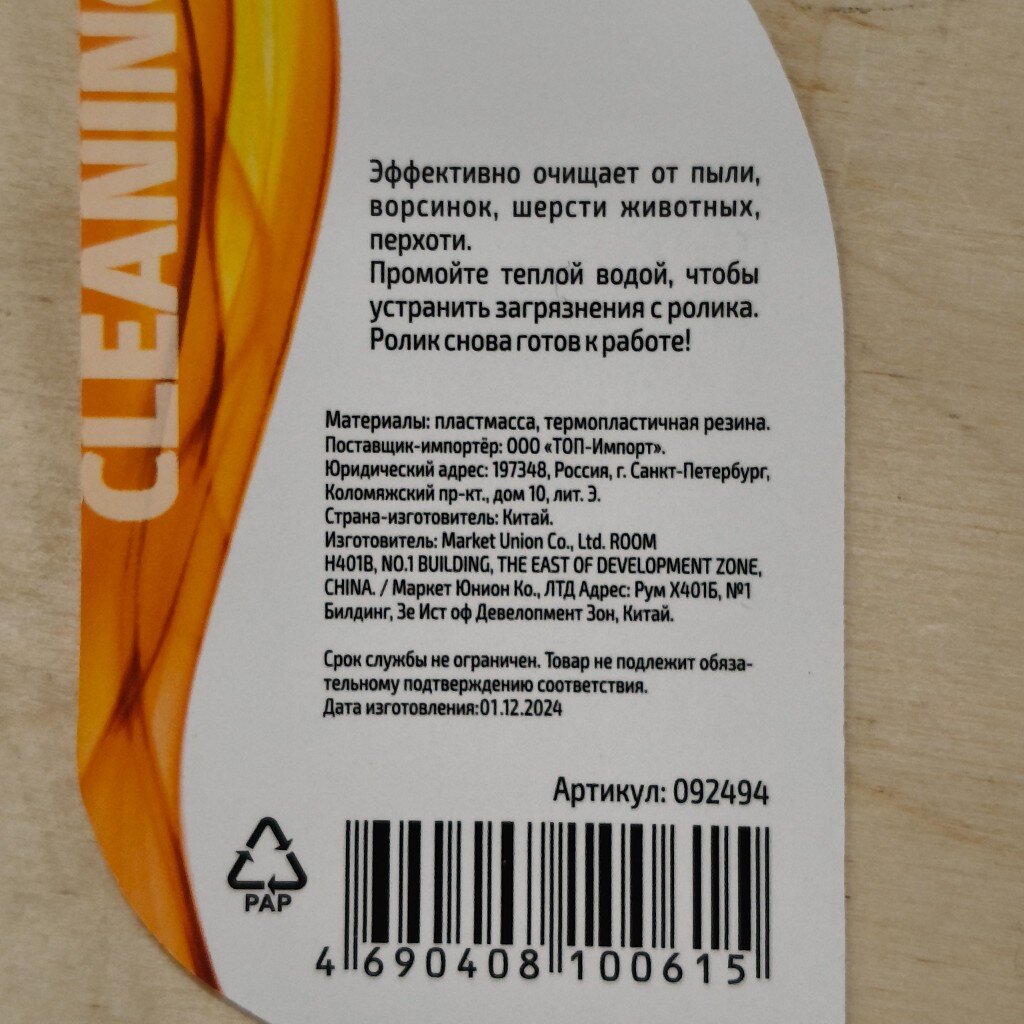 CLEANING
Эффективно очищает от пыли,
ворсинок, шерсти животных,
перхоти.
Промойте теплой водой, чтобы
устранить загрязнения с ролика.
Ролик снова готов к работе!
Материалы: пластмасса, термопластичная резина.
Поставщик-импортёр: ООО «ТОП-Импорт».
Юридический адрес: 197348, Россия, г. Санкт-Петербург,
Коломяжский пр-кт., дом 10, лит. Э.
Страна-изготовитель: Китай.
Изготовитель: Market Union Co., Ltd. ROOM
H401B, NO.1 BUILDING, THE EAST OF DEVELOPMENT ZONE,
CHINA. / Маркет Юнион Ко., ЛТД Адрес: Рум Х401Б, №1
Билдинг, Зе Ист оф Девелопмент Зон, Китай.
Срок службы не ограничен. Товар не подлежит обяза-
тельному подтверждению соответствия.
Дата изготовления:01.12.2024
Артикул: 092494
PAP
4 690408 100615